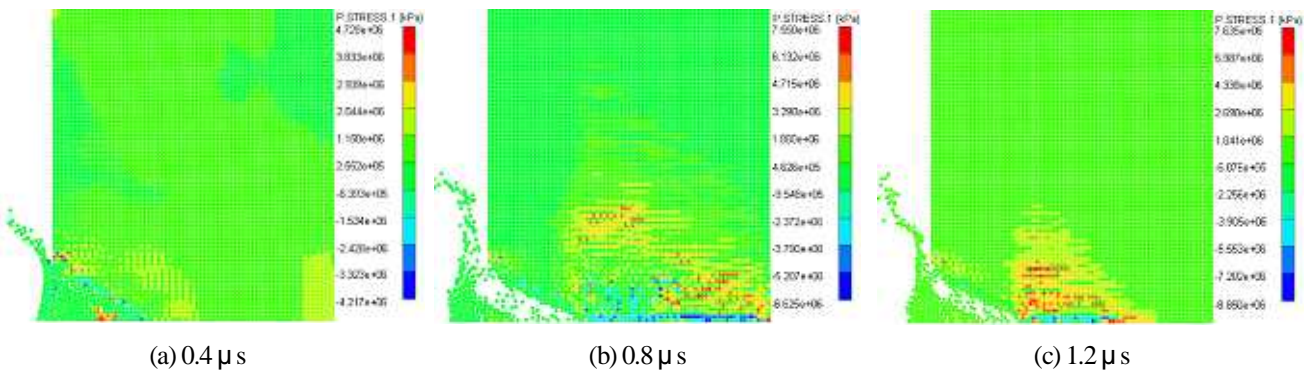 P.STRESS.1 (kPa)
4.728e+06
3.833e+06
2.939e+06
2.044e+06
1.150e+06
2.552e+05
-6.393e+05
-1.534e+06
-2.428e+06
-3.323e+06
-4.217e+06
(a) 0.4 μ s
P.STRESS.1 (kPa)
7.550e+06
6.132e+06
4.715e+06
3.298e+06
1.880e+06
4.628e+05
-9.548e+05
-2.372e+06
-3.790e+06
-5.207e+06
-6.625e+06
(b) 0.8 μ s
P.STRESS.1 (kPa)
7.635e+06
5.987e+06
4.338e+06
2.690e+06
1.041e+06
-6.075e+05
-2.256e+06
-3.905e+06
-5.553e+06
-7.202e+06
-8.850e+06
(c) 1.2 μ s